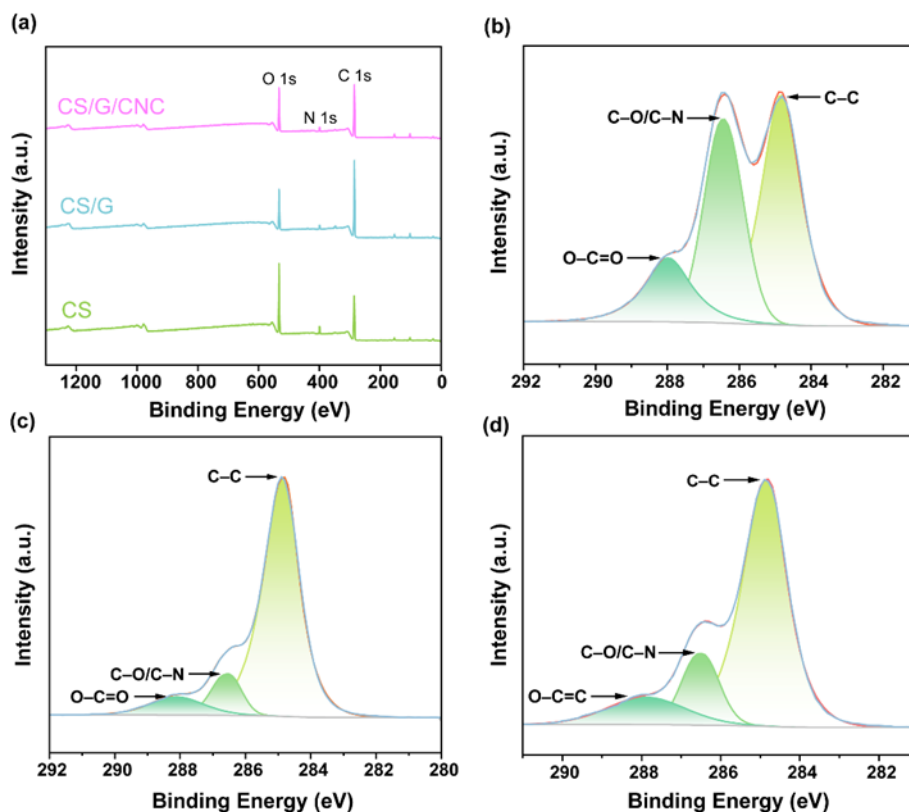 (a)
CS/G/CNC
O 1s
N 1s
C 1s
CS/G
CS
Intensity (a.u.)
1200 1000 800 600 400 200 0
Binding Energy (eV)
(b)
C–O/C–N
C–C
O–C=O
Intensity (a.u.)
292 290 288 286 284 282
Binding Energy (eV)
(c)
C–C
C–O/C–N
O–C=O
Intensity (a.u.)
292 290 288 286 284 282 280
Binding Energy (eV)
(d)
C–C
C–O/C–N
O–C=C
Intensity (a.u.)
290 288 286 284 282
Binding Energy (eV)